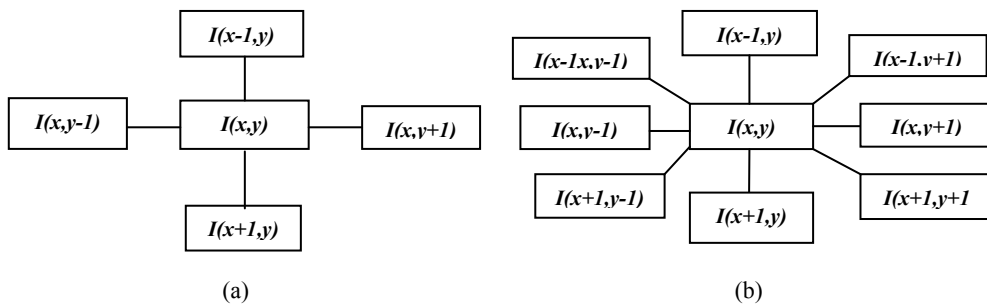 I(x-1,y)
I(x,y-1)
I(x,y)
I(x,y+1)
I(x+1,y)
(a)
I(x-1x,y-1)
I(x-1,y)
I(x-1,y+1)
I(x,y-1)
I(x,y)
I(x,y+1)
I(x+1,y-1)
I(x+1,y)
I(x+1,y+1
(b)